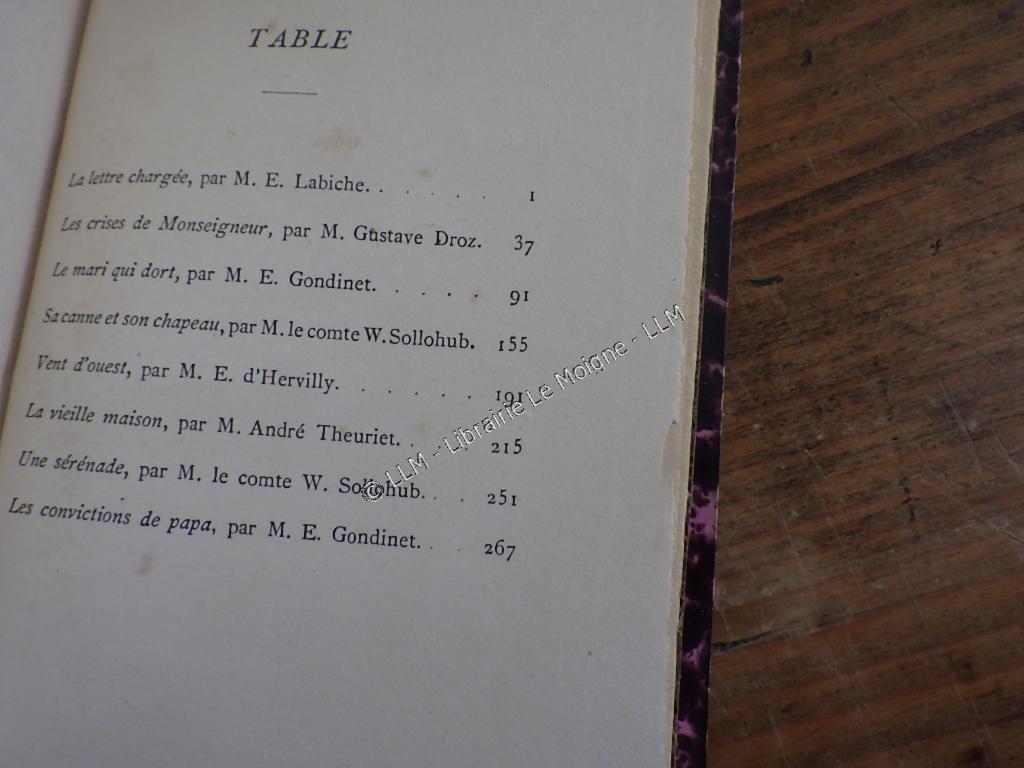 TABLE
La lettre chargée, par M. E. Labiche. . . . . . 1
Les crises de Monseigneur, par M. Gustave Droz. 37
Le mari qui dort, par M. E. Gondinet. . . . . 91
Sa canne et son chapeau, par M. le comte W. Sollohub. 155
Vent d'ouest, par M. E. d'Hervilly. . . . . . . 191
La vieille maison, par M. André Theuriet. . 215
Une sérénade, par M. le comte W. Sollohub. . . 251
Les convictions de papa, par M. E. Gondinet. . . 267
© LLM - Librairie Le Moigne - LLM